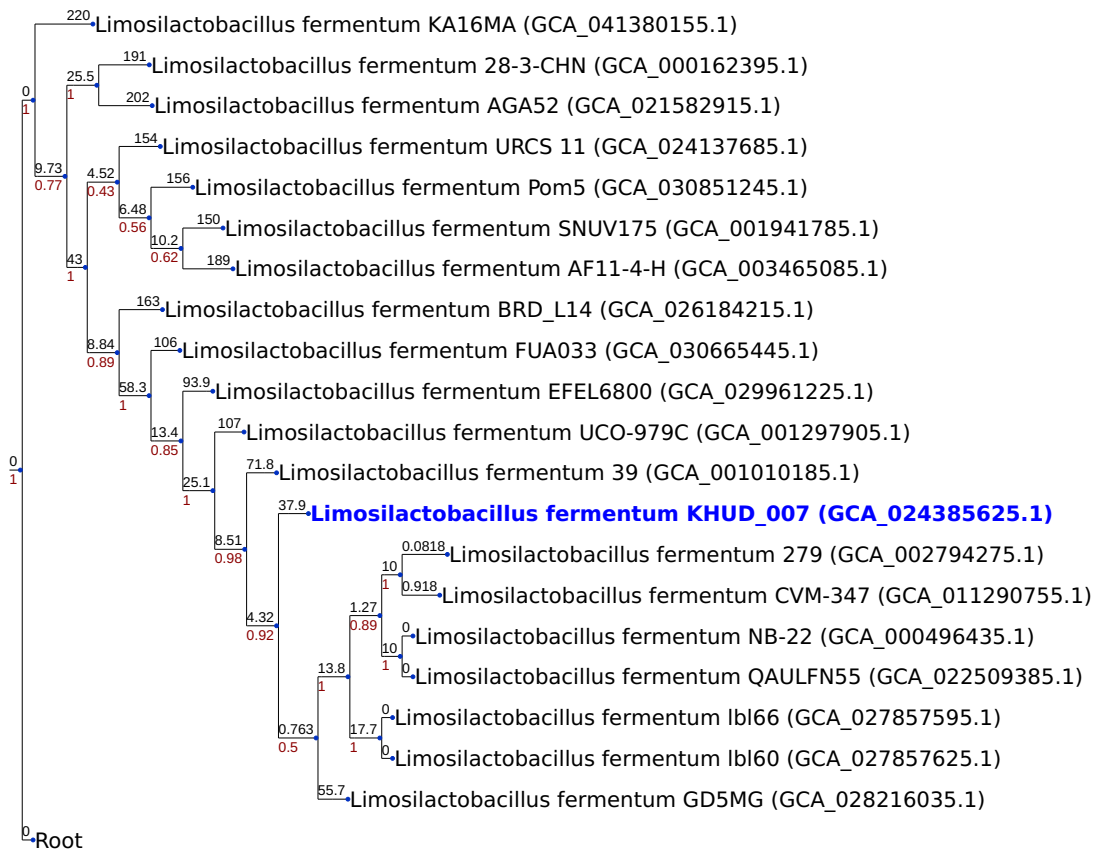 220 Limosilactobacillus fermentum KA16MA (GCA_041380155.1)
191 Limosilactobacillus fermentum 28-3-CHN (GCA_000162395.1)
25.5
1
0
1
202 Limosilactobacillus fermentum AGA52 (GCA_021582915.1)
154 Limosilactobacillus fermentum URCS 11 (GCA_024137685.1)
9.73
0.77
4.52
0.43
156 Limosilactobacillus fermentum Pom5 (GCA_030851245.1)
6.48
0.56
150 Limosilactobacillus fermentum SNUV175 (GCA_001941785.1)
10.2
0.62
43
1
189 Limosilactobacillus fermentum AF11-4-H (GCA_003465085.1)
163 Limosilactobacillus fermentum BRD_L14 (GCA_026184215.1)
8.84
0.89
106 Limosilactobacillus fermentum FUA033 (GCA_030665445.1)
58.3
1
93.9 Limosilactobacillus fermentum EFEL6800 (GCA_029961225.1)
13.4
0.85
107 Limosilactobacillus fermentum UCO-979C (GCA_001297905.1)
0
1
71.8 Limosilactobacillus fermentum 39 (GCA_001010185.1)
25.1
1
37.9 Limosilactobacillus fermentum KHUD_007 (GCA_024385625.1)
8.51
0.98
0.0818 Limosilactobacillus fermentum 279 (GCA_002794275.1)
10
1
0.918 Limosilactobacillus fermentum CVM-347 (GCA_011290755.1)
1.27
0.89
4.32
0.92
0 Limosilactobacillus fermentum NB-22 (GCA_000496435.1)
10
1
0 Limosilactobacillus fermentum QAULFN55 (GCA_022509385.1)
13.8
1
0 Limosilactobacillus fermentum lbl66 (GCA_027857595.1)
0.763
0.5
17.7
1
0 Limosilactobacillus fermentum lbl60 (GCA_027857625.1)
55.7 Limosilactobacillus fermentum GD5MG (GCA_028216035.1)
0 Root